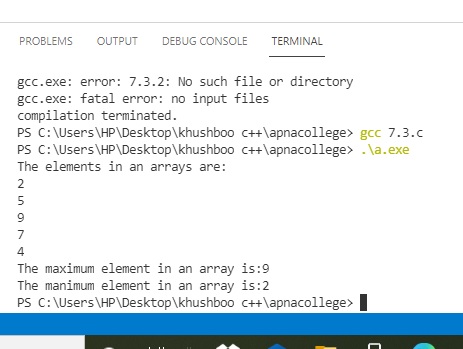 PROBLEMS OUTPUT DEBUG CONSOLE TERMINAL
gcc.exe: error: 7.3.2: No such file or directory
gcc.exe: fatal error: no input files
compilation terminated.
PS C:\Users\HP\Desktop\khushboo c++\apnacollege> gcc 7.3.c
PS C:\Users\HP\Desktop\khushboo c++\apnacollege> .\a.exe
The elements in an arrays are:
2
5
9
7
4
The maximum element in an array is:9
The manimum element in an array is:2
PS C:\Users\HP\Desktop\khushboo c++\apnacollege>